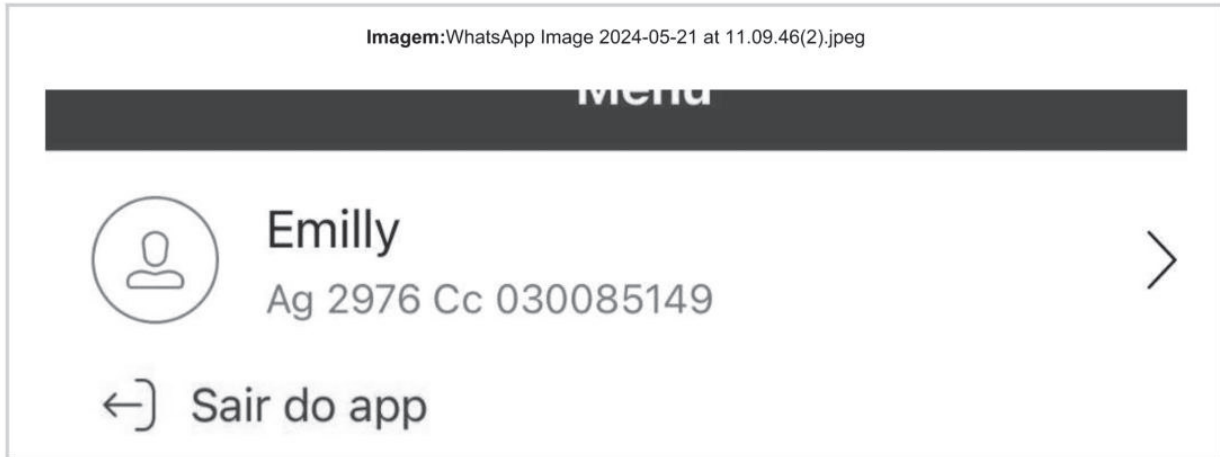 Imagem:WhatsApp Image 2024-05-21 at 11.09.46(2).jpeg
Menu
Emilly
Ag 2976 Cc 030085149
Sair do app